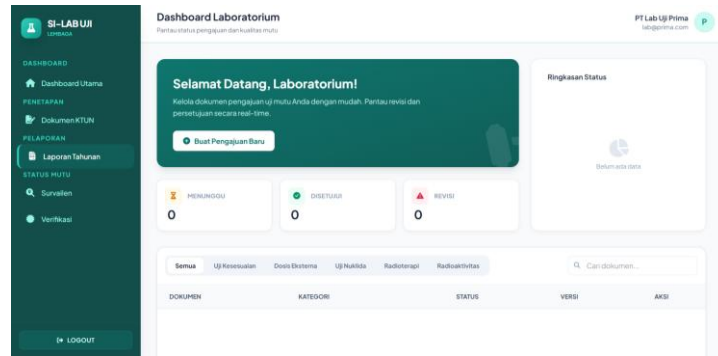 SI-LAB UJI
LEMBAGA
DASHBOARD
Dashboard Utama
PENETAPAN
Dokumen KTUN
PELAPORAN
Laporan Tahunan
STATUS MUTU
Survailen
Verifikasi
LOGOUT
Dashboard Laboratorium
Pantau status pengajuan dan kualitas mutu
PT Lab Uji Prima
lab@prima.com
P
Selamat Datang, Laboratorium!
Kelola dokumen pengajuan uji mutu Anda dengan mudah. Pantau revisi dan
persetujuan secara real-time.
Buat Pengajuan Baru
Ringkasan Status
Belum ada data
MENUNGGU
0
DISETUJUI
0
REVISI
0
Semua Uji Kesesuaian Dosis Eksterna Uji Nuklida Radioterapi Radioaktivitas
Cari dokumen...
DOKUMEN KATEGORI STATUS VERSI AKSI